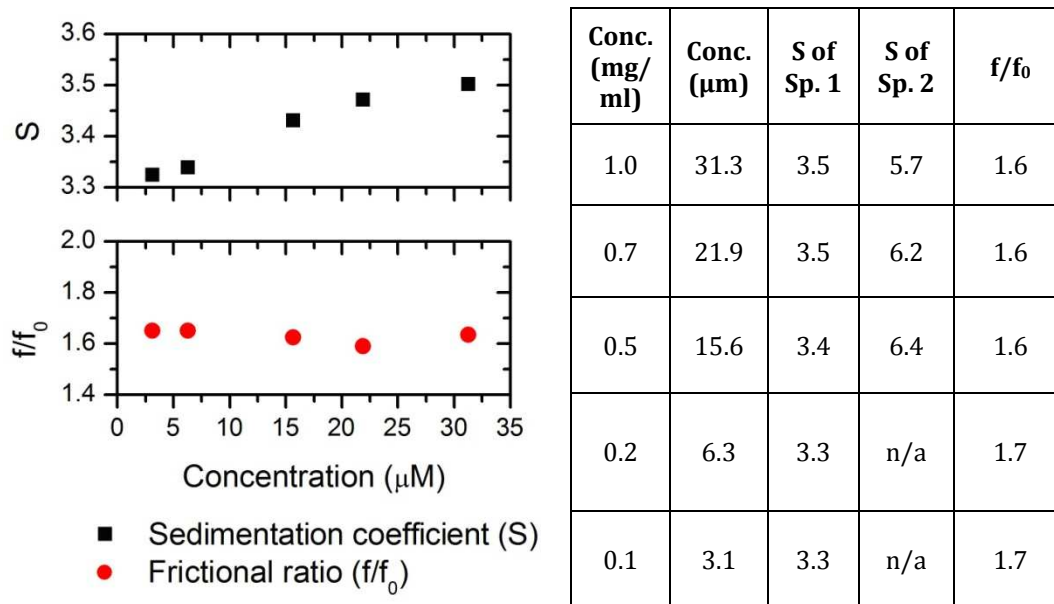 3.6
3.5
3.4
3.3
S
2.0
1.8
1.6
1.4
f/f0
0 5 10 15 20 25 30 35
Concentration (μM)
Sedimentation coefficient (S)
Frictional ratio (f/f0)
Conc. (mg/ml) Conc. (μm) S of Sp. 1 S of Sp. 2 f/f0
1.0 31.3 3.5 5.7 1.6
0.7 21.9 3.5 6.2 1.6
0.5 15.6 3.4 6.4 1.6
0.2 6.3 3.3 n/a 1.7
0.1 3.1 3.3 n/a 1.7